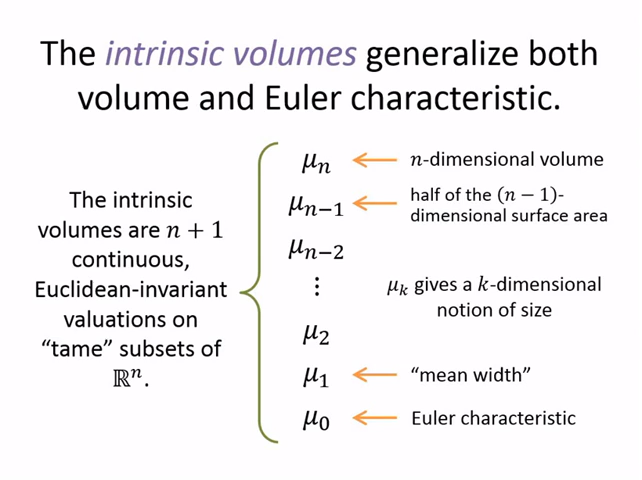 The intrinsic volumes generalize both
volume and Euler characteristic.
The intrinsic
volumes are n + 1
continuous,
Euclidean-invariant
valuations on
“tame” subsets of
ℝⁿ.
μₙ
n-dimensional volume
μₙ₋₁
half of the (n − 1)-
dimensional surface area
μₙ₋₂
⋮
μₖ gives a k-dimensional
notion of size
μ₂
μ₁
“mean width”
μ₀
Euler characteristic